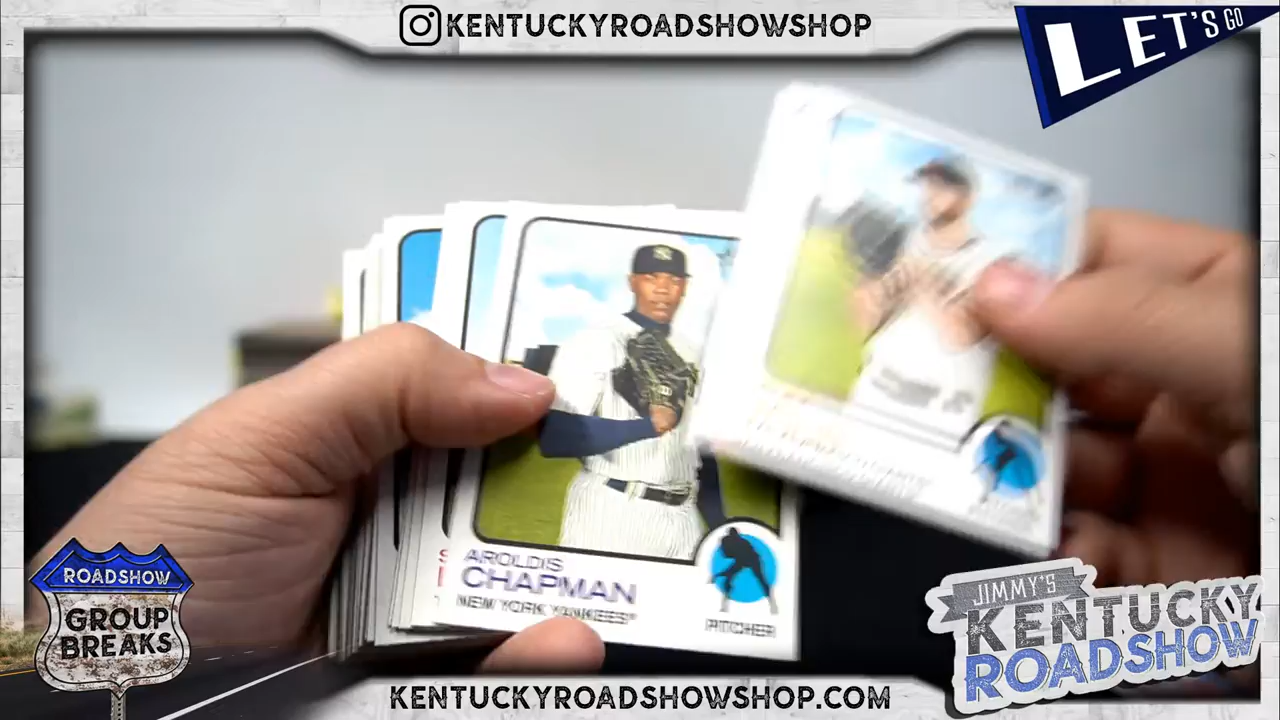 KENTUCKYROADSHOWSHOP
LET'S GO
AROLDIS
CHAPMAN
NEW YORK YANKEES®
PITCHER
ROADSHOW
GROUP
BREAKS
JIMMY'S
KENTUCKY
ROADSHOW
KENTUCKYROADSHOWSHOP.COM